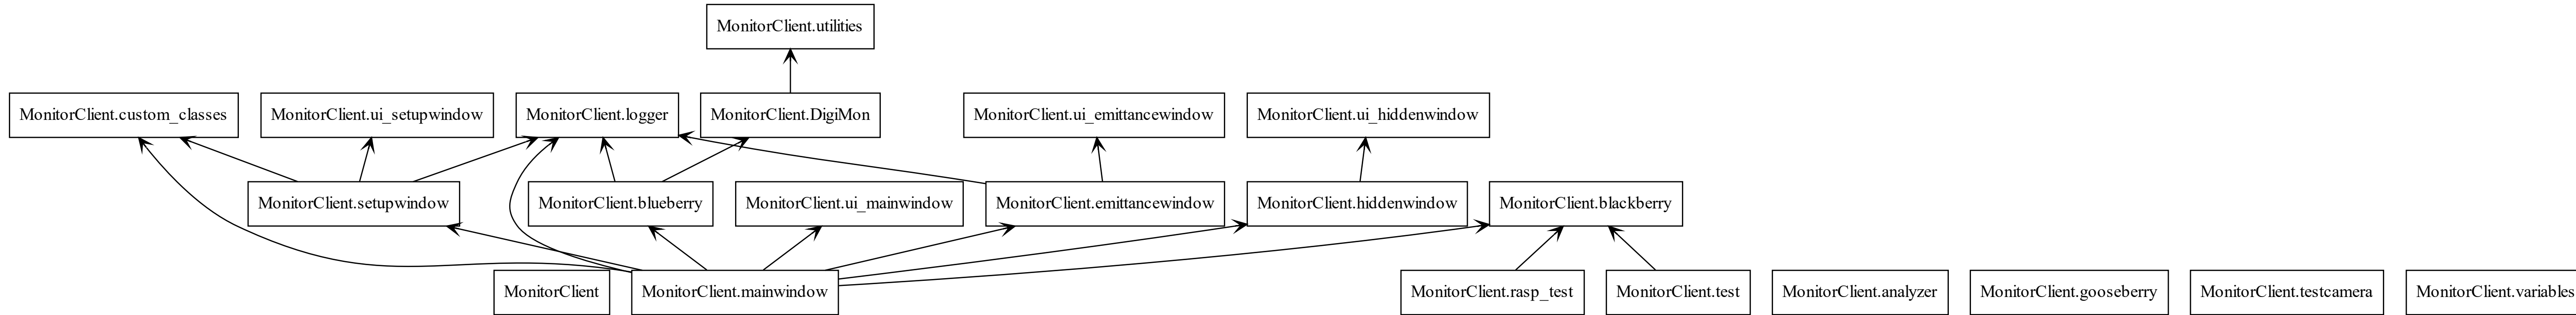 MonitorClient.utilities
MonitorClient.custom_classes
MonitorClient.ui_setupwindow
MonitorClient.logger
MonitorClient.DigiMon
MonitorClient.ui_emittancewindow
MonitorClient.ui_hiddenwindow
MonitorClient.setupwindow
MonitorClient.blueberry
MonitorClient.ui_mainwindow
MonitorClient.emittancewindow
MonitorClient.hiddenwindow
MonitorClient.blackberry
MonitorClient
MonitorClient.mainwindow
MonitorClient.rasp_test
MonitorClient.test
MonitorClient.analyzer
MonitorClient.gooseberry
MonitorClient.testcamera
MonitorClient.variables